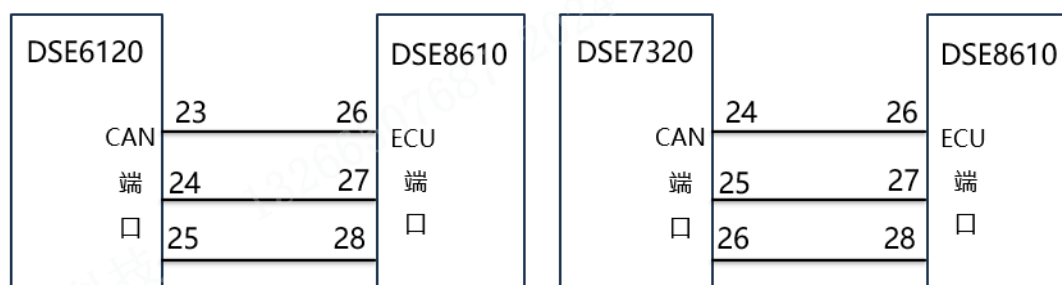 DSE6120 DSE8610 DSE7320 DSE8610
23 26 24 26
CAN ECU CAN ECU
24 端 27 端 25 端 27 端
25 口 28 口 26 口 28 口